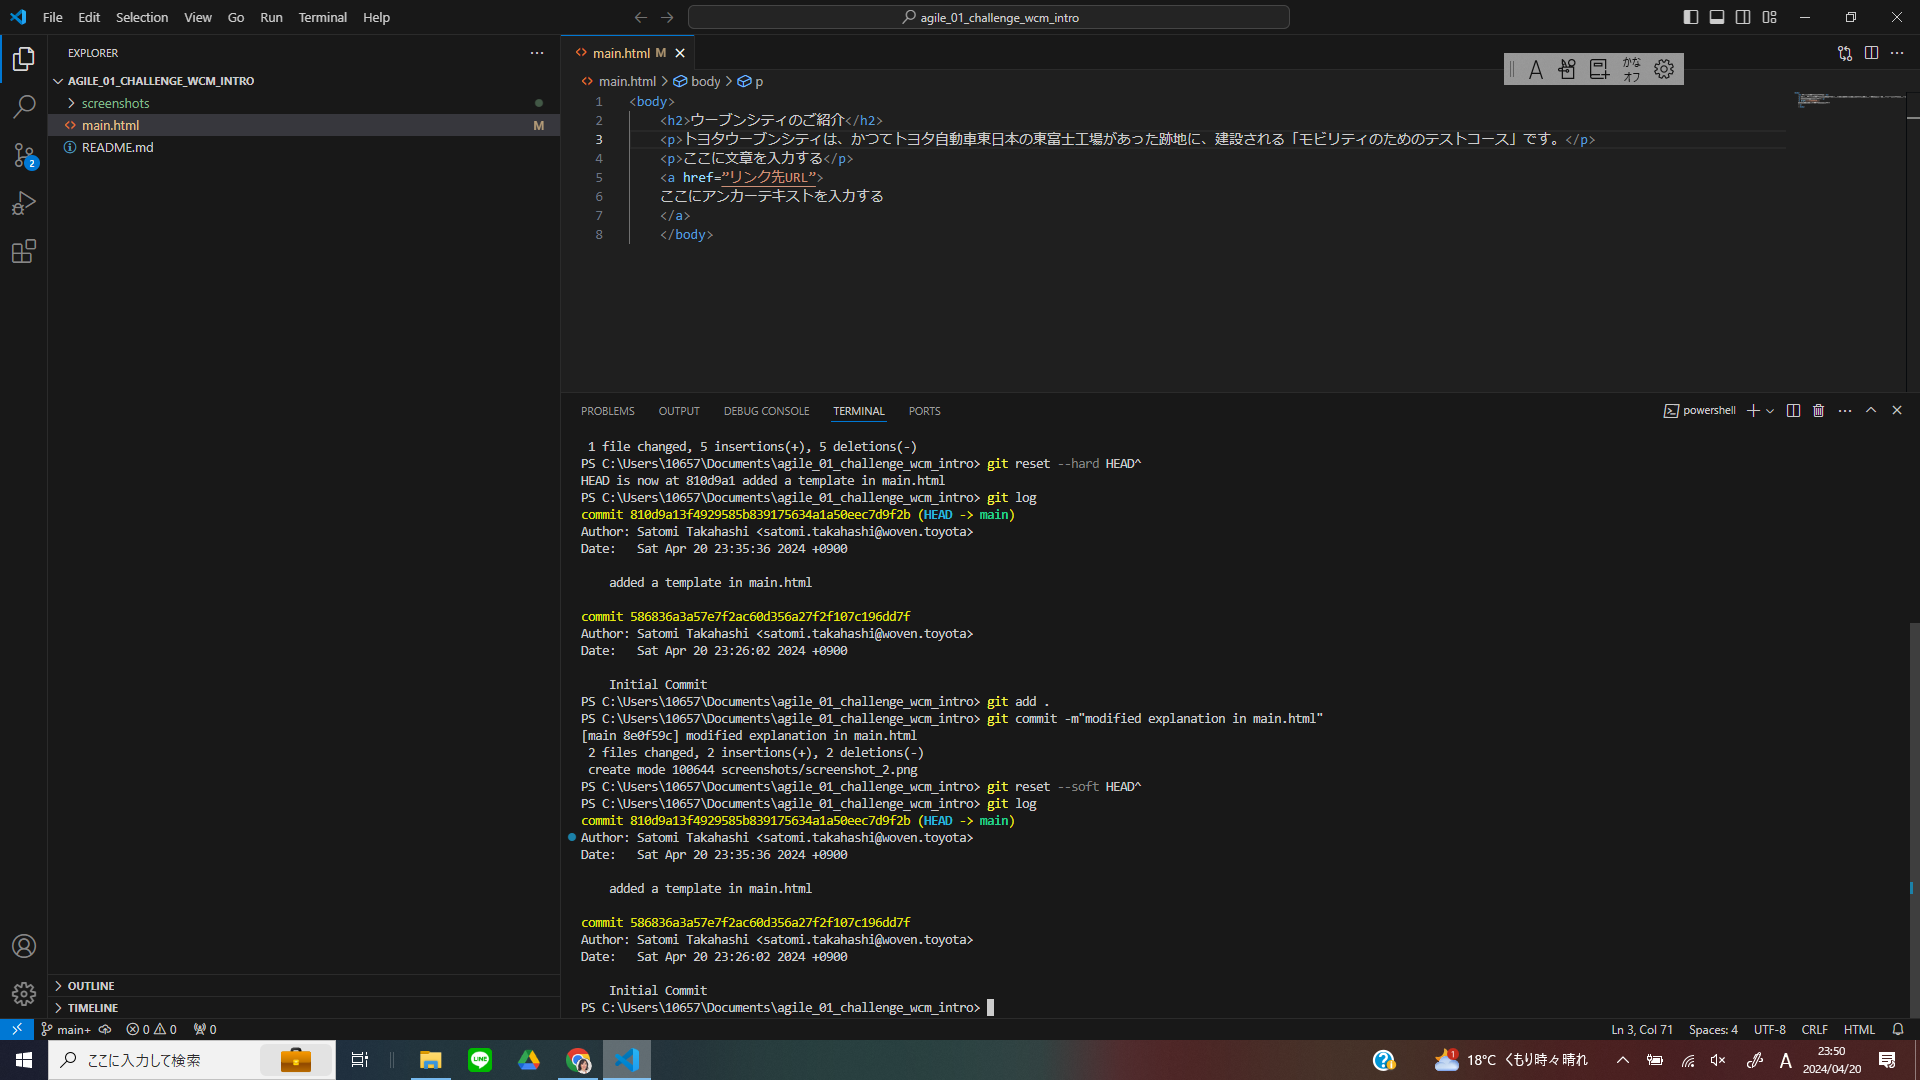 File Edit Selection View Go Run Terminal Help
agile_01_challenge_wcm_intro
EXPLORER
AGILE_01_CHALLENGE_WCM_INTRO
screenshots
main.html M
README.md
2
OUTLINE
TIMELINE
main.html M
main.html > body > p
A かな オフ
1 <body>
2 <h2>ウーブンシティのご紹介</h2>
3 <p>トヨタウーブンシティは、かつてトヨタ自動車東日本の東富士工場があった跡地に、建設される「モビリティのためのテストコース」です。</p>
4 <p>ここに文章を入力する</p>
5 <a href=”リンク先URL”>
6 ここにアンカーテキストを入力する
7 </a>
8 </body>
PROBLEMS OUTPUT DEBUG CONSOLE TERMINAL PORTS
powershell
1 file changed, 5 insertions(+), 5 deletions(-)
PS C:\Users\10657\Documents\agile_01_challenge_wcm_intro> git reset --hard HEAD^
HEAD is now at 810d9a1 added a template in main.html
PS C:\Users\10657\Documents\agile_01_challenge_wcm_intro> git log
commit 810d9a13f4929585b839175634a1a50eec7d9f2b (HEAD -> main)
Author: Satomi Takahashi <satomi.takahashi@woven.toyota>
Date:   Sat Apr 20 23:35:36 2024 +0900
added a template in main.html
commit 586836a3a57e7f2ac60d356a27f2f107c196dd7f
Author: Satomi Takahashi <satomi.takahashi@woven.toyota>
Date:   Sat Apr 20 23:26:02 2024 +0900
Initial Commit
PS C:\Users\10657\Documents\agile_01_challenge_wcm_intro> git add .
PS C:\Users\10657\Documents\agile_01_challenge_wcm_intro> git commit -m"modified explanation in main.html"
[main 8e0f59c] modified explanation in main.html
2 files changed, 2 insertions(+), 2 deletions(-)
create mode 100644 screenshots/screenshot_2.png
PS C:\Users\10657\Documents\agile_01_challenge_wcm_intro> git reset --soft HEAD^
PS C:\Users\10657\Documents\agile_01_challenge_wcm_intro> git log
commit 810d9a13f4929585b839175634a1a50eec7d9f2b (HEAD -> main)
Author: Satomi Takahashi <satomi.takahashi@woven.toyota>
Date:   Sat Apr 20 23:35:36 2024 +0900
added a template in main.html
commit 586836a3a57e7f2ac60d356a27f2f107c196dd7f
Author: Satomi Takahashi <satomi.takahashi@woven.toyota>
Date:   Sat Apr 20 23:26:02 2024 +0900
Initial Commit
PS C:\Users\10657\Documents\agile_01_challenge_wcm_intro>
main+ 0 0 0
Ln 3, Col 71 Spaces: 4 UTF-8 CRLF HTML
ここに入力して検索
LINE
1 18°C くもり時々晴れ
A
23:50
2024/04/20